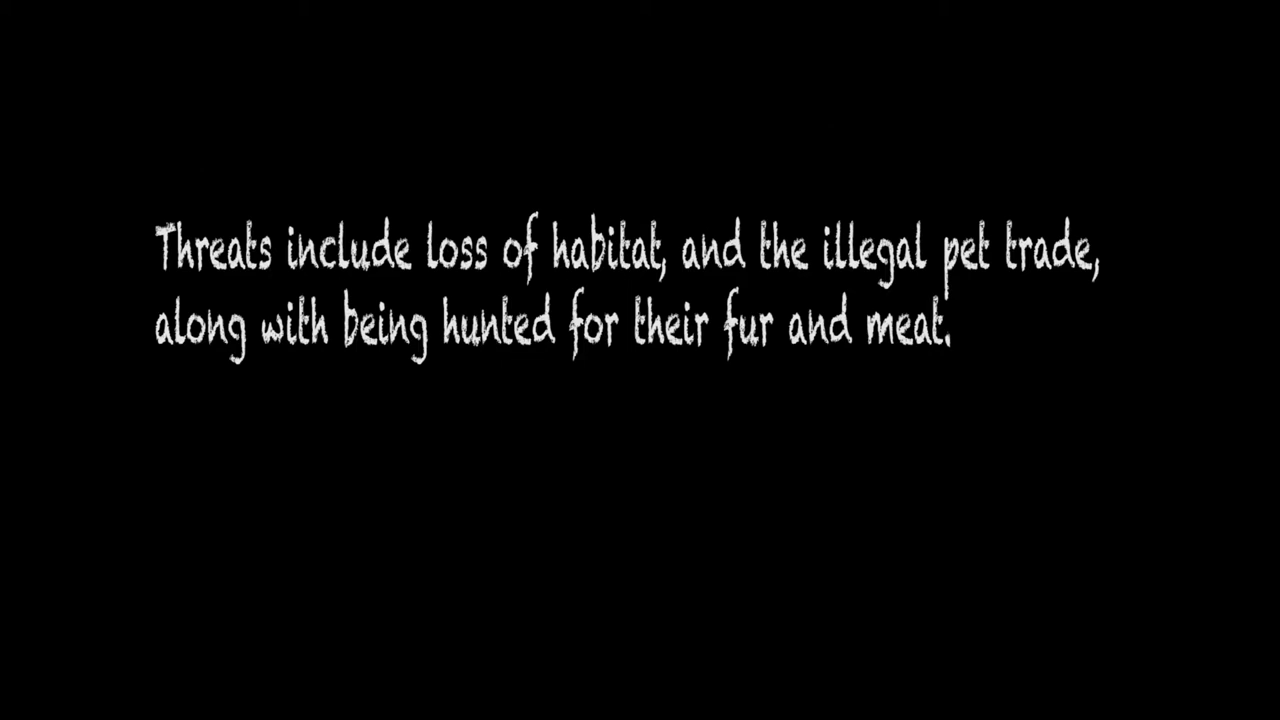 Threats include loss of habitat, and the illegal pet trade,
along with being hunted for their fur and meat.